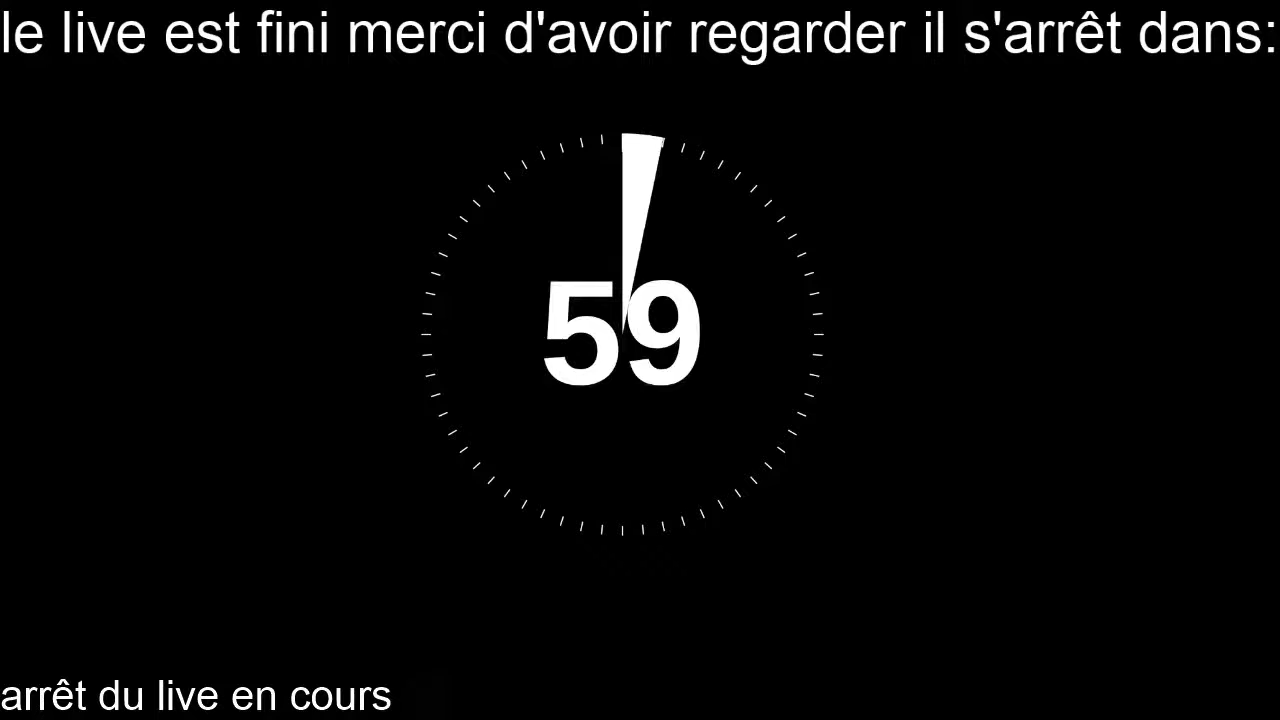 le live est fini merci d'avoir regarder il s'arrêt dans:
59
arrêt du live en cours